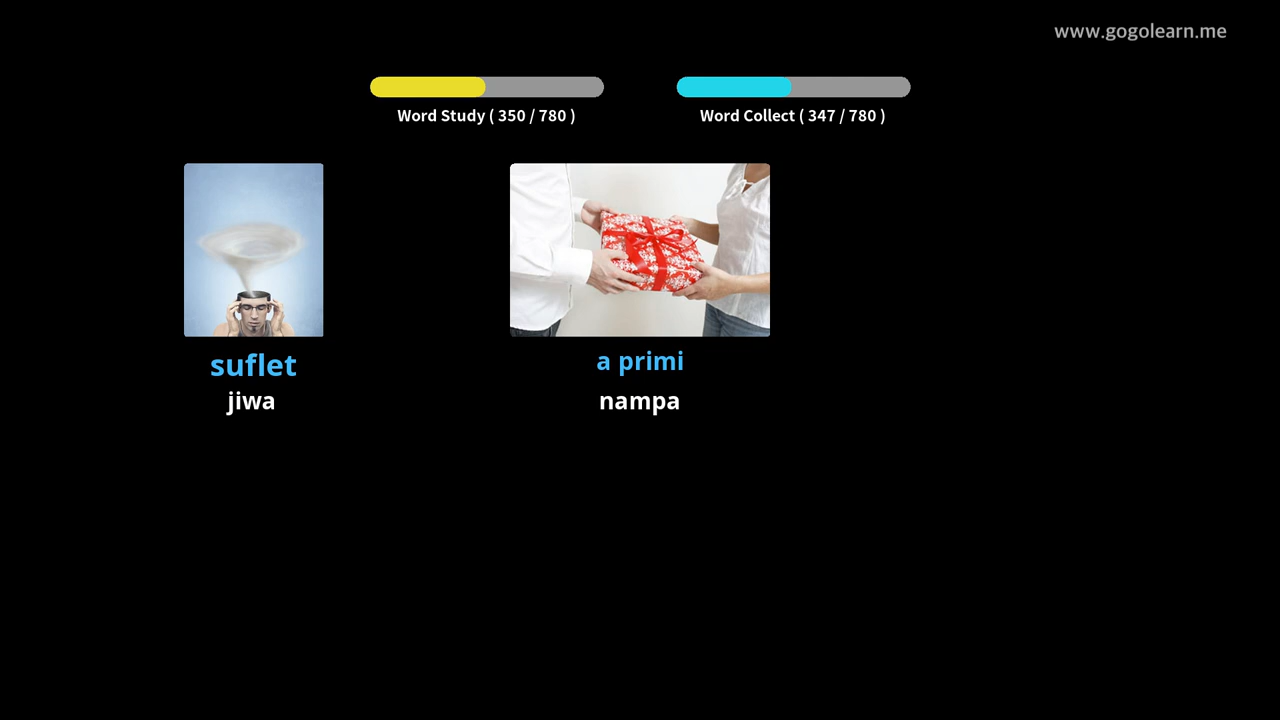 www.gogolearn.me
Word Study ( 350 / 780 )
Word Collect ( 347 / 780 )
suflet
jiwa
a primi
nampa